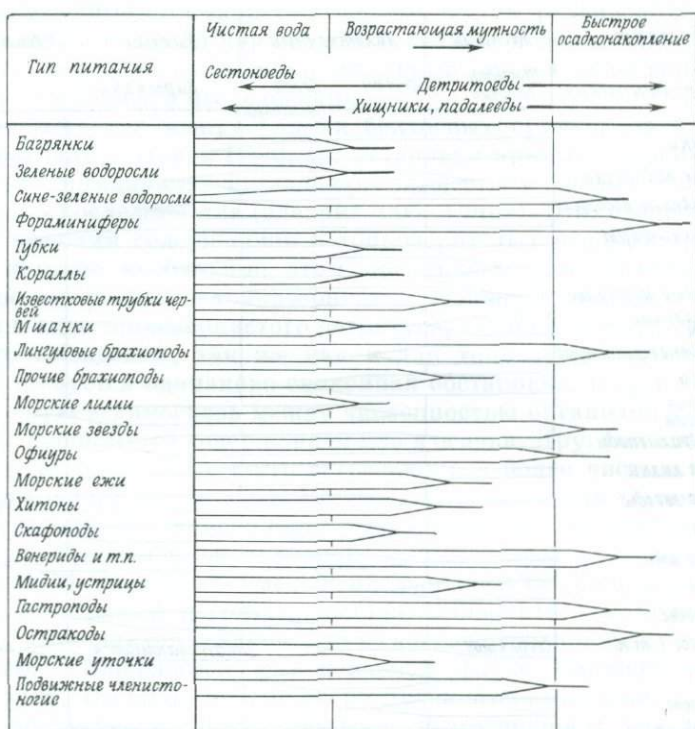 Тип питания
Чистая вода
Возрастающая мутность
Быстрое
осадконакопление
Сестоноеды
Детритоеды
Хищники, падалееды
Багрянки
Зеленые водоросли
Сине-зеленые водоросли
Фораминиферы
Губки
Кораллы
Известковые трубки чер-
вей
Мшанки
Лингуловые брахиоподы
Прочие брахиоподы
Морские лилии
Морские звезды
Офиуры
Морские ежи
Хитоны
Скафоподы
Венериды и т.п.
Мидии, устрицы
Гастроподы
Остракоды
Морские уточки
Подвижные членисто-
ногие